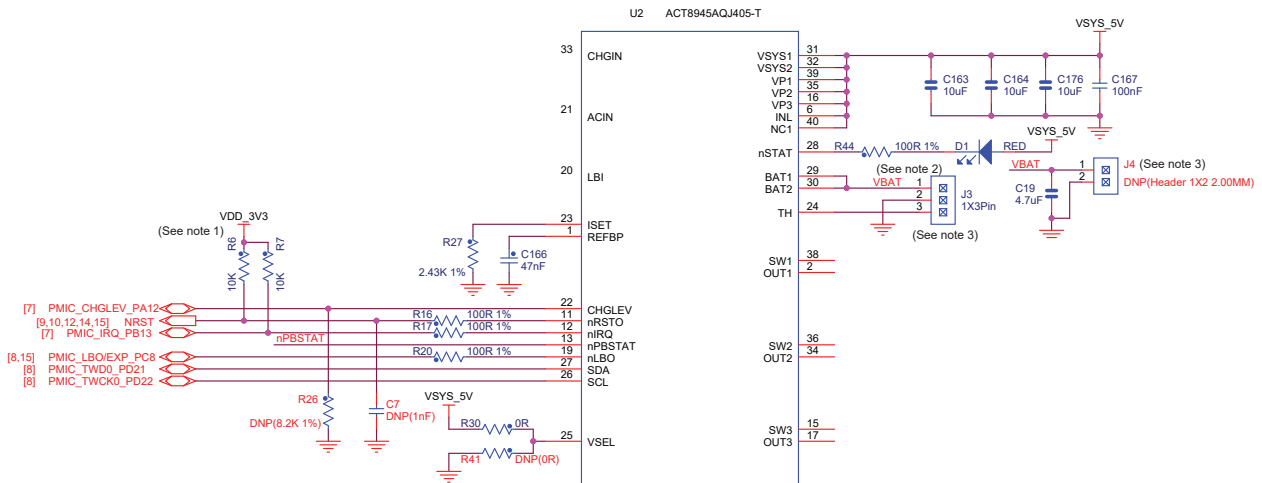 U2 ACT8945AQJ405-T
VSYS_5V
33 CHGIN
VSYS1 31
VSYS2 32
VP1 39
VP2 35
VP3 16
INL 6
NC1 40
C163
10uF
C164
10uF
C176
10uF
C167
100nF
21 ACIN
nSTAT 28
R44 100R 1%
D1 RED
VSYS_5V
20 LBI
BAT1 29
BAT2 30
(See note 2)
VBAT 1
2
3
J3
1X3Pin
(See note 3)
TH 24
VBAT
C19
4.7uF
1
2
J4 (See note 3)
DNP(Header 1X2 2.00MM)
23 ISET
1 REFBP
R27
2.43K 1%
C166
47nF
VDD_3V3
(See note 1)
R6
10K
R7
10K
SW1 38
OUT1 2
[7] PMIC_CHGLEV_PA12
22 CHGLEV
[9,10,12,14,15] NRST
R16 100R 1%
11 nRSTO
[7] PMIC_IRQ_PB13
R17 100R 1%
12 nIRQ
nPBSTAT
13 nPBSTAT
[8,15] PMIC_LBO/EXP_PC8
R20 100R 1%
19 nLBO
[8] PMIC_TWD0_PD21
27 SDA
[8] PMIC_TWCK0_PD22
26 SCL
SW2 36
OUT2 34
R26
DNP(8.2K 1%)
C7
DNP(1nF)
VSYS_5V
R30 0R
R41 DNP(0R)
25 VSEL
SW3 15
OUT3 17